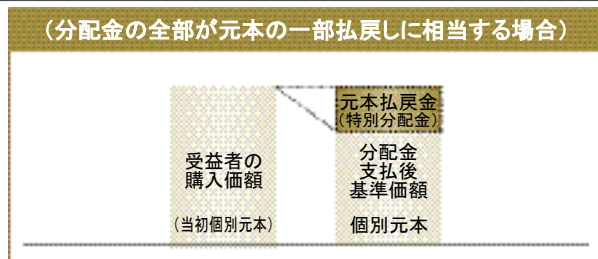 （分配金の全部が元本の一部払戻しに相当する場合）
受益者の
購入価額
（当初個別元本）
元本払戻金
（特別分配金）
分配金
支払後
基準価額
個別元本